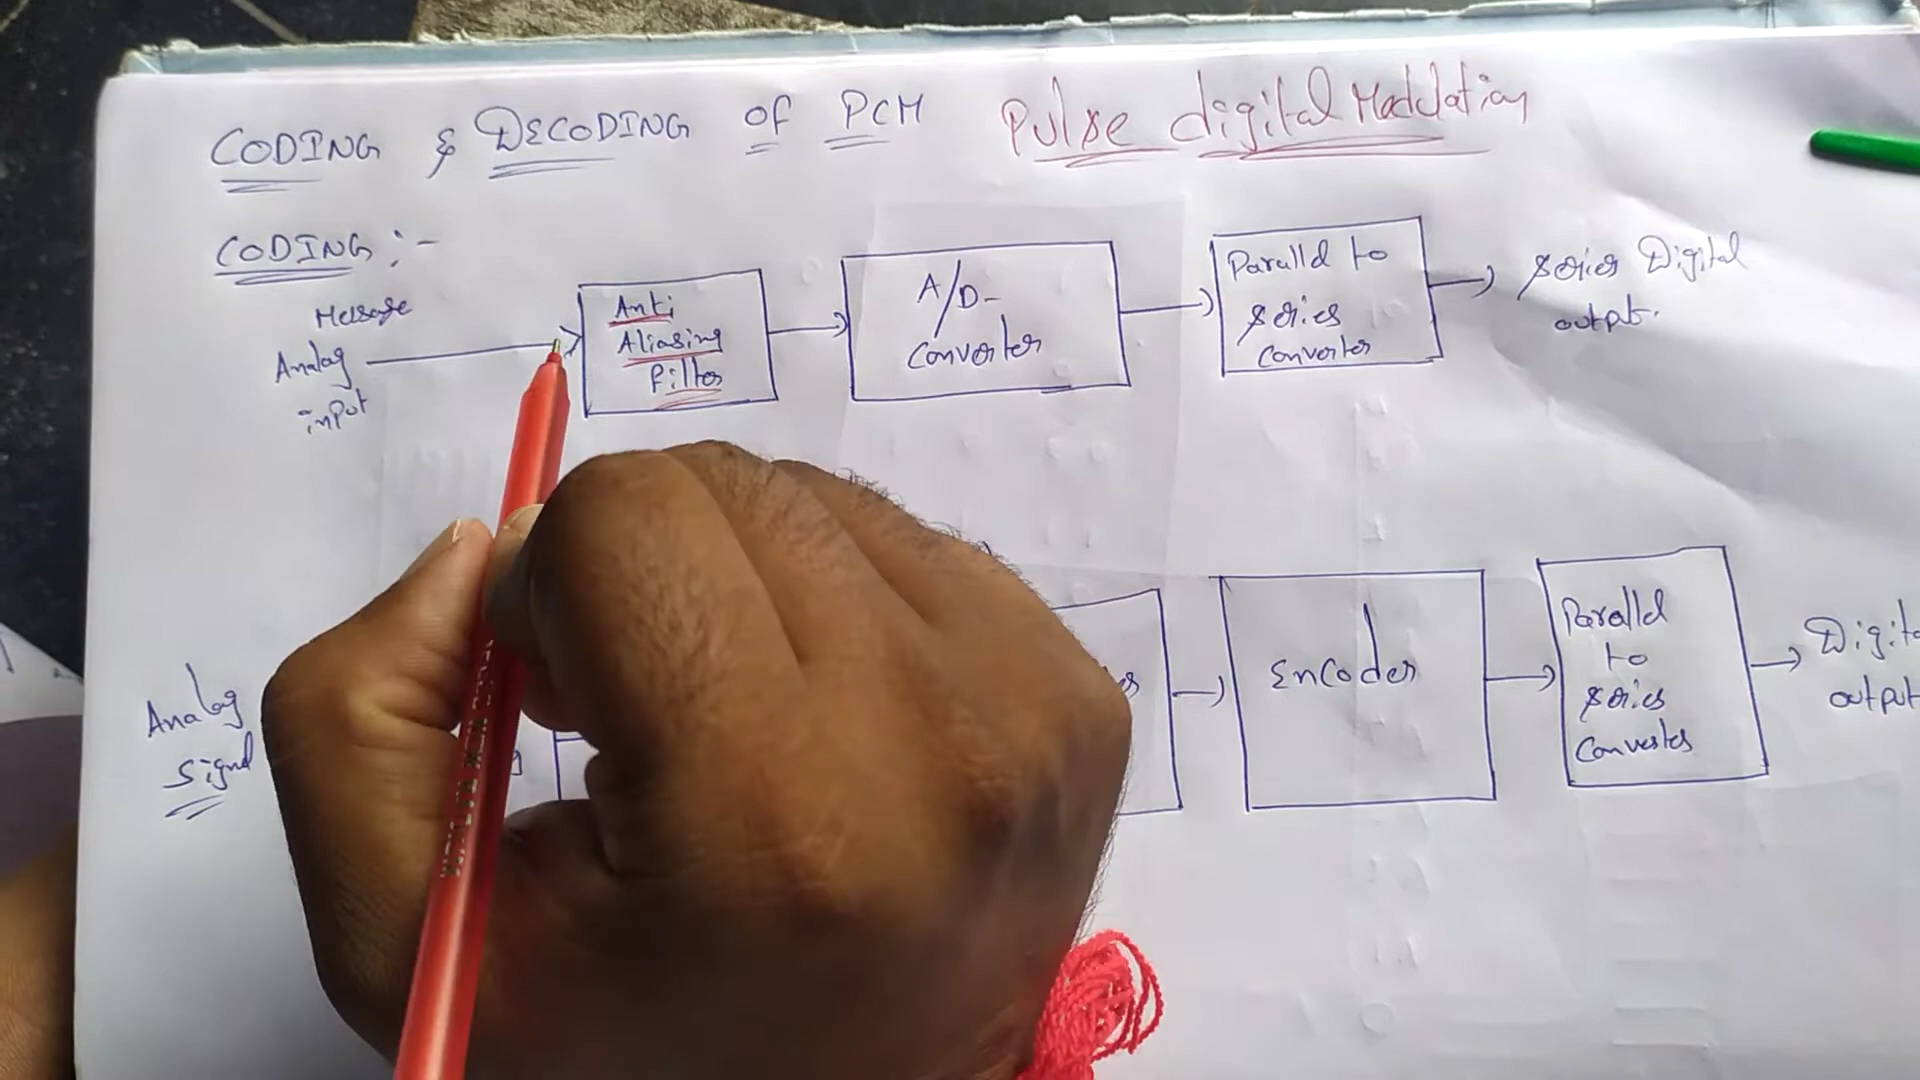 CODING & DECODING OF PCM Pulse digital Modulation
CODING :-
Message
Analog
input
Anti
Aliasing
Filter
A/D-
Converter
Parallel to
series
Converter
series Digital
output.
Analog
Signal
Encoder
Parallel
to
series
Converter
Digita
output